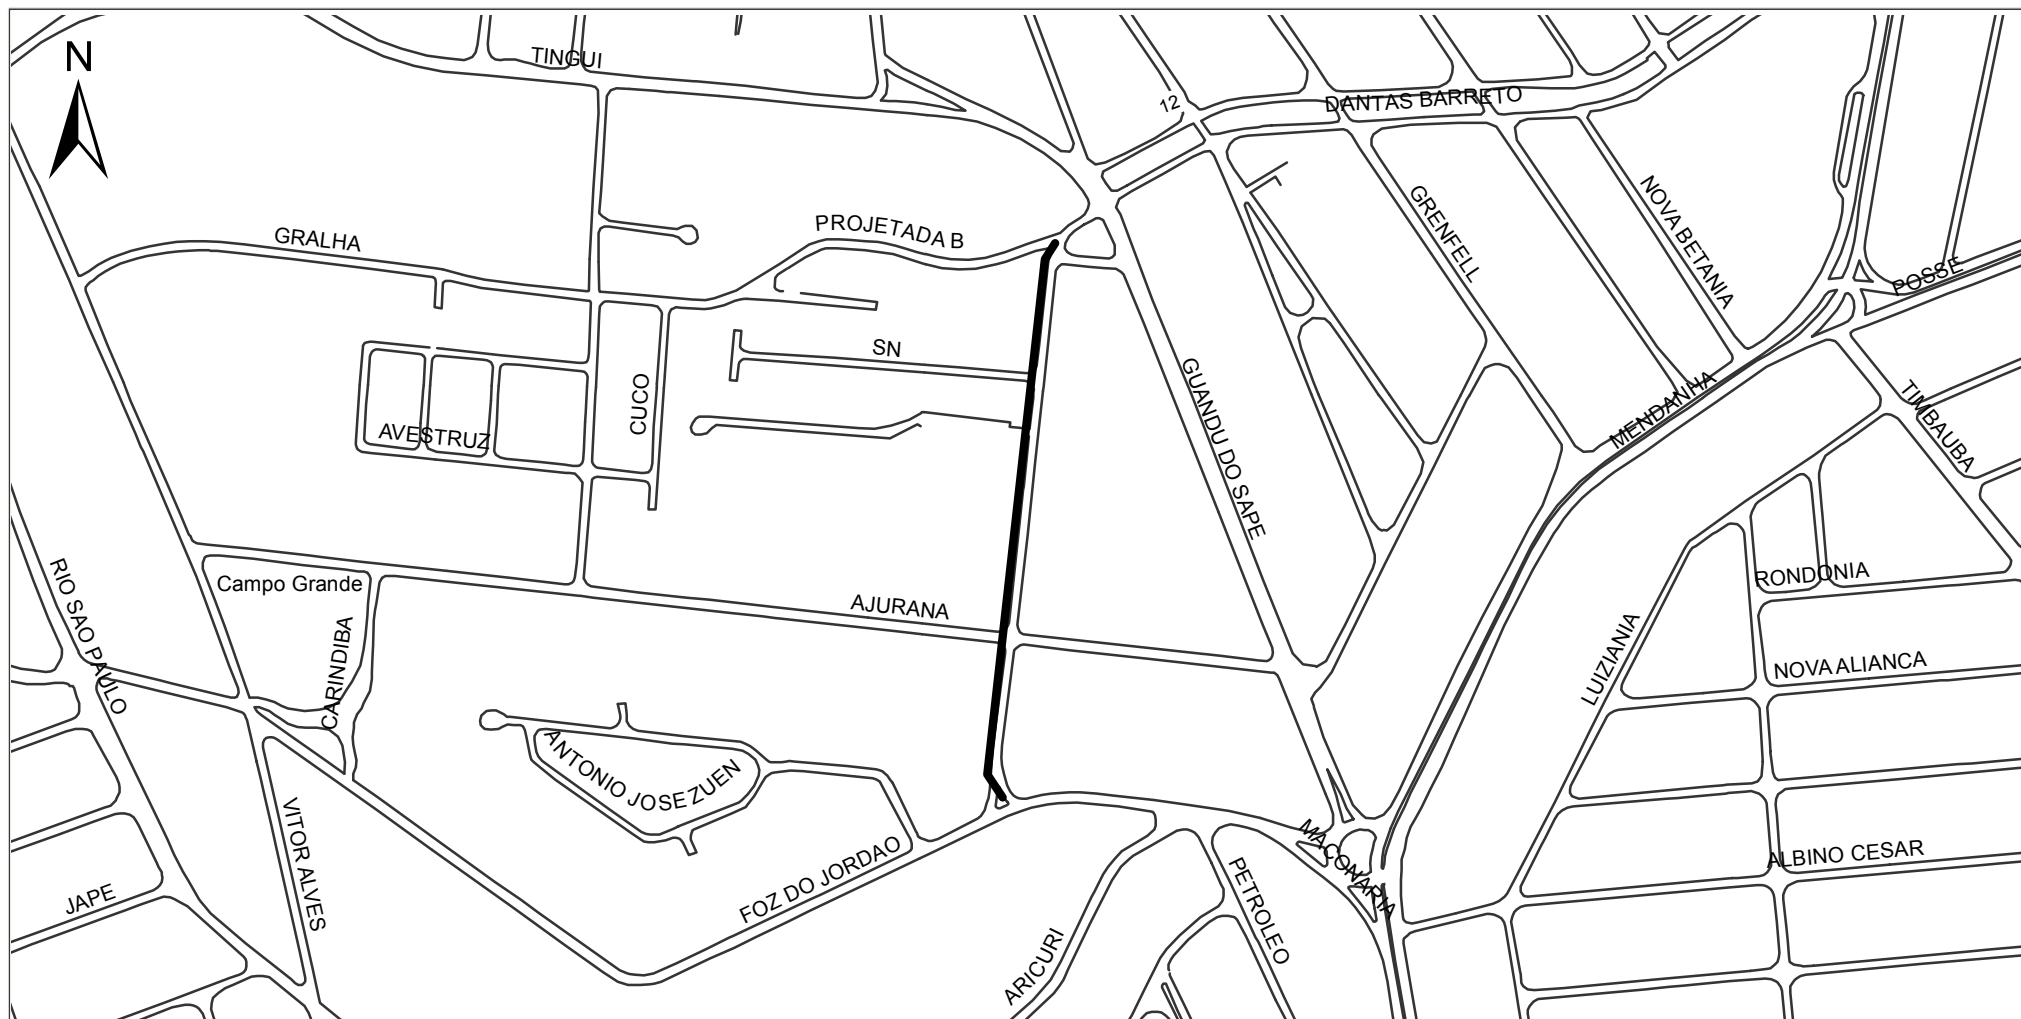 N
TINGUI
12
DANTAS BARRETO
GRALHA
PROJETADA B
GRENFELL
NOVA BETANIA
POSSE
SN
CUCO
AVESTRUZ
GUANDU DO SAPE
MENDANHA
TIMBAUBA
RIO SAO PAULO
Campo Grande
CARINDIBA
AJURANA
RONDONIA
LUIZIANIA
NOVA ALIANCA
ANTONIO JOSE ZUEN
VITOR ALVES
FOZ DO JORDAO
MACONARIA
ALBINO CESAR
JAPE
ARICURI
PETROLEO